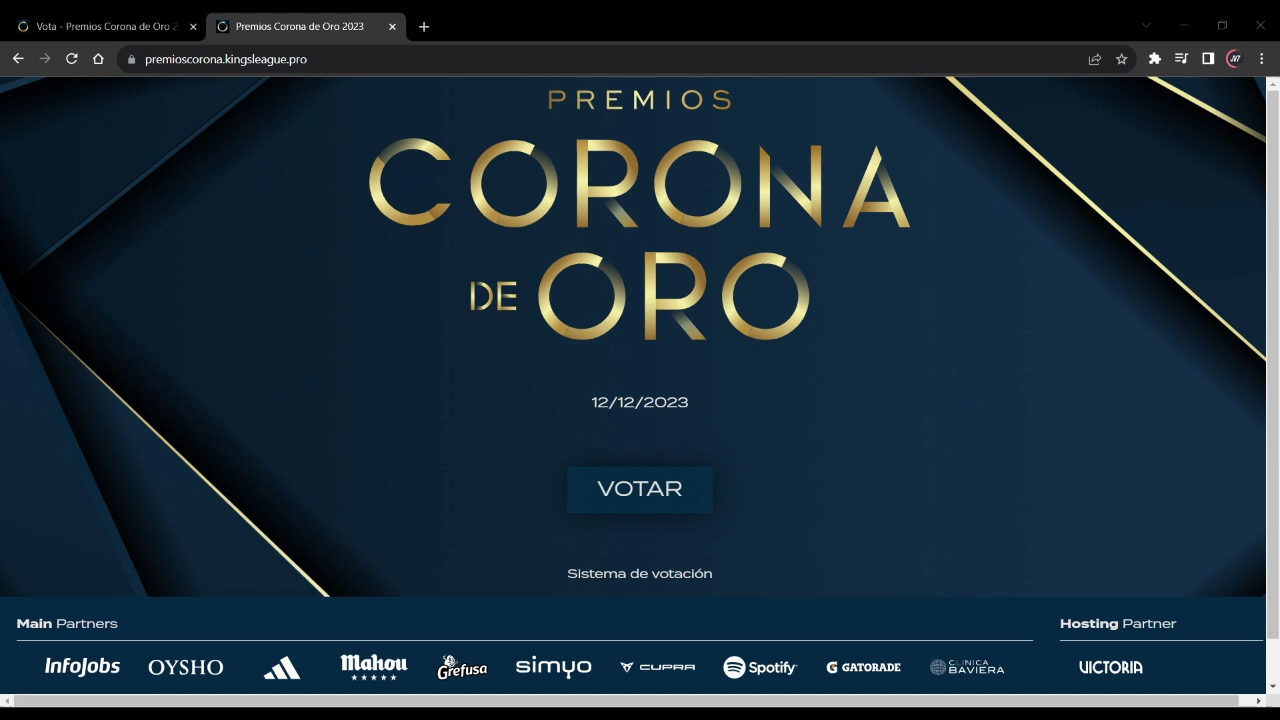 Vota - Premios Corona de Oro 2
Premios Corona de Oro 2023
premioscorona.kingsleague.pro
PREMIOS
CORONA
DE ORO
12/12/2023
VOTAR
Sistema de votación
Main Partners
Hosting Partner
InfoJobs OYSHO Mahou Grefusa simyo CUPRA Spotify GATORADE CLINICA BAVIERA VICTORIA